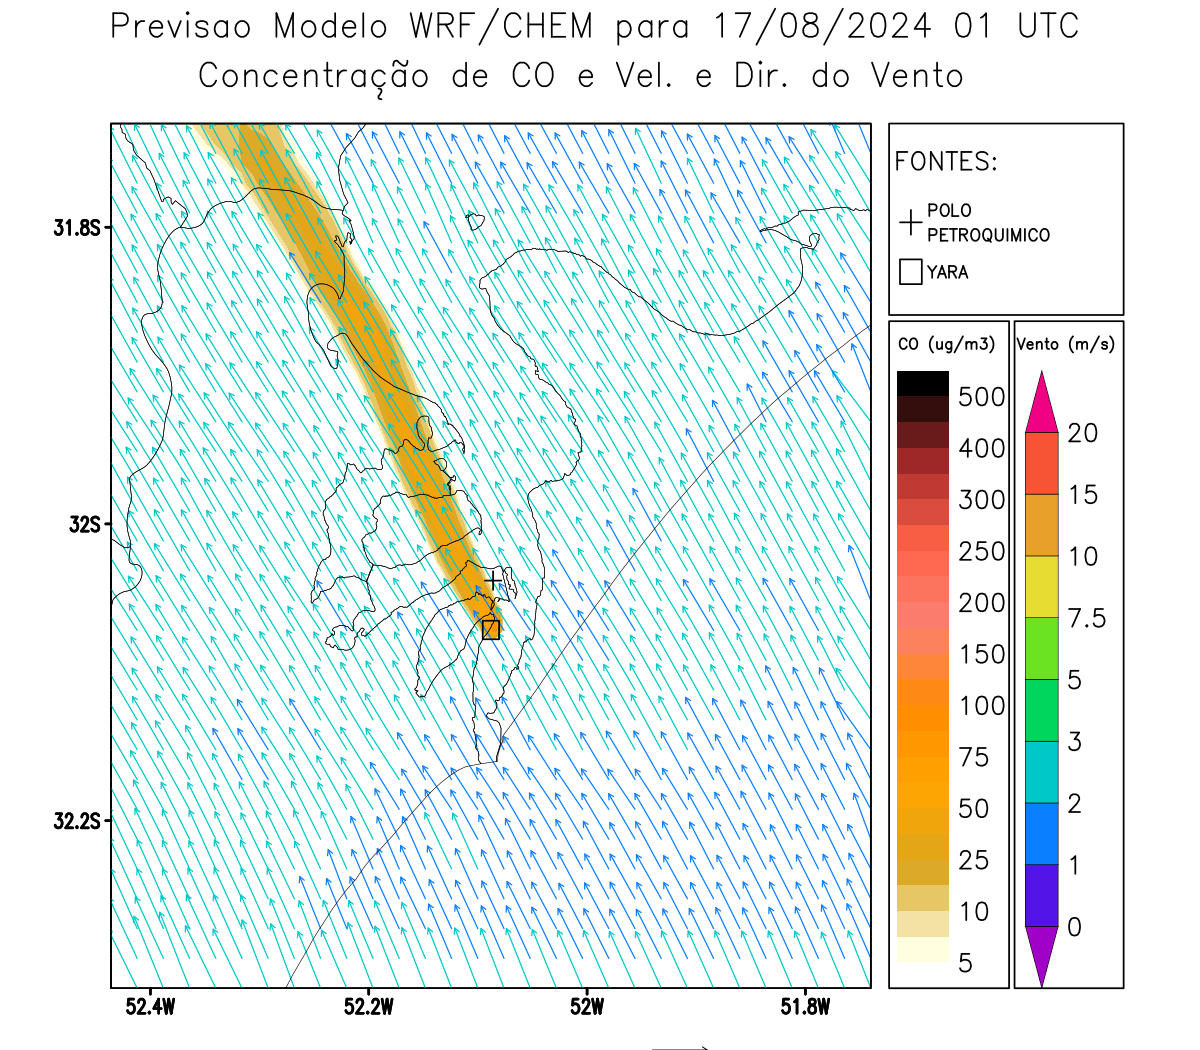 Previsao Modelo WRF/CHEM para 17/08/2024 01 UTC
Concentração de CO e Vel. e Dir. do Vento
FONTES:
POLO
PETROQUIMICO
YARA
CO (ug/m3)
500
400
300
250
200
150
100
75
50
25
10
5
Vento (m/s)
20
15
10
7.5
5
3
2
1
0
31.8S
32S
32.2S
52.4W
52.2W
52W
51.8W